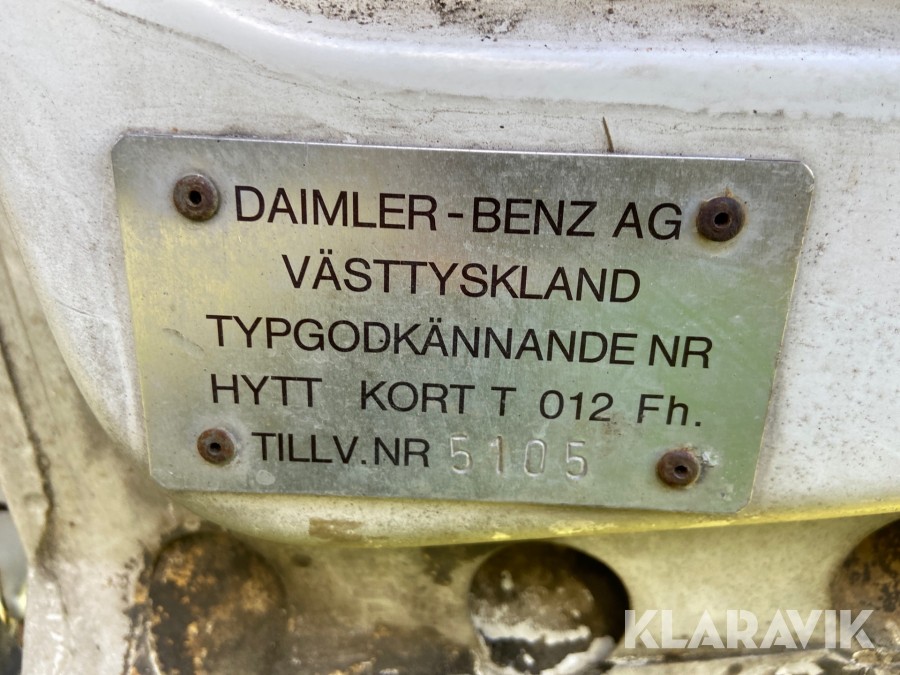 DAIMLER-BENZ AG
VÄSTTYSKLAND
TYPGODKÄNNANDE NR
HYTT KORT T 012 Fh.
TILLV.NR 5105
KLARAVIK